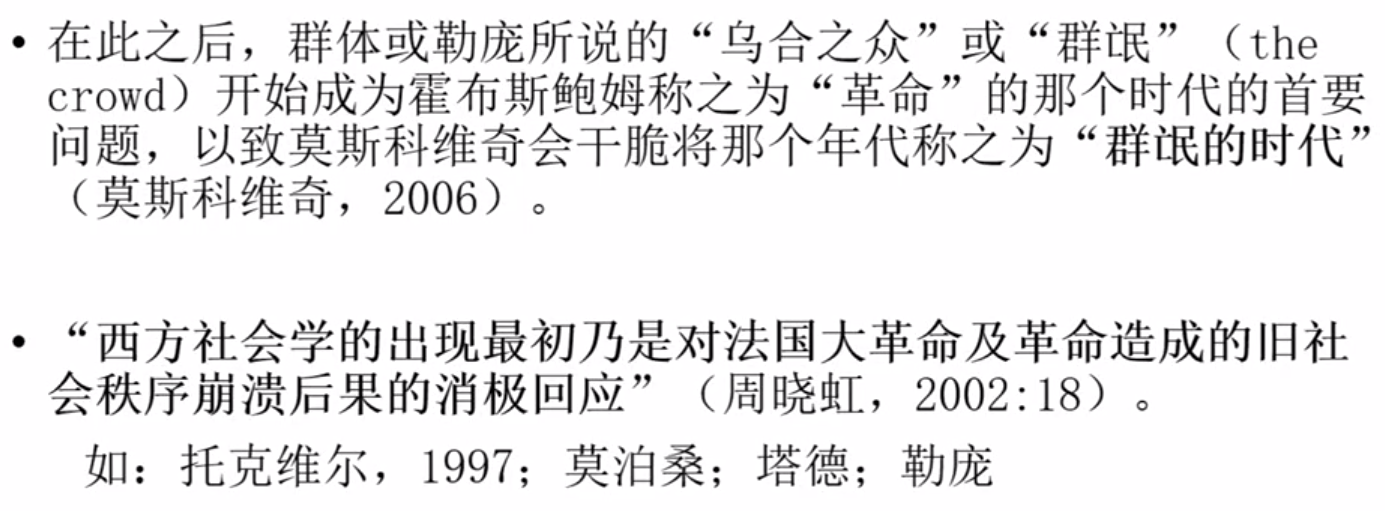 • 在此之后，群体或勒庞所说的“乌合之众”或“群氓”（the
crowd）开始成为霍布斯鲍姆称之为“革命”的那个时代的首要
问题，以致莫斯科维奇会干脆将那个年代称之为“群氓的时代”
（莫斯科维奇，2006）。
• “西方社会学的出现最初乃是对法国大革命及革命造成的旧社
会秩序崩溃后果的消极回应”（周晓虹，2002:18）。
如：托克维尔，1997；莫泊桑；塔德；勒庞